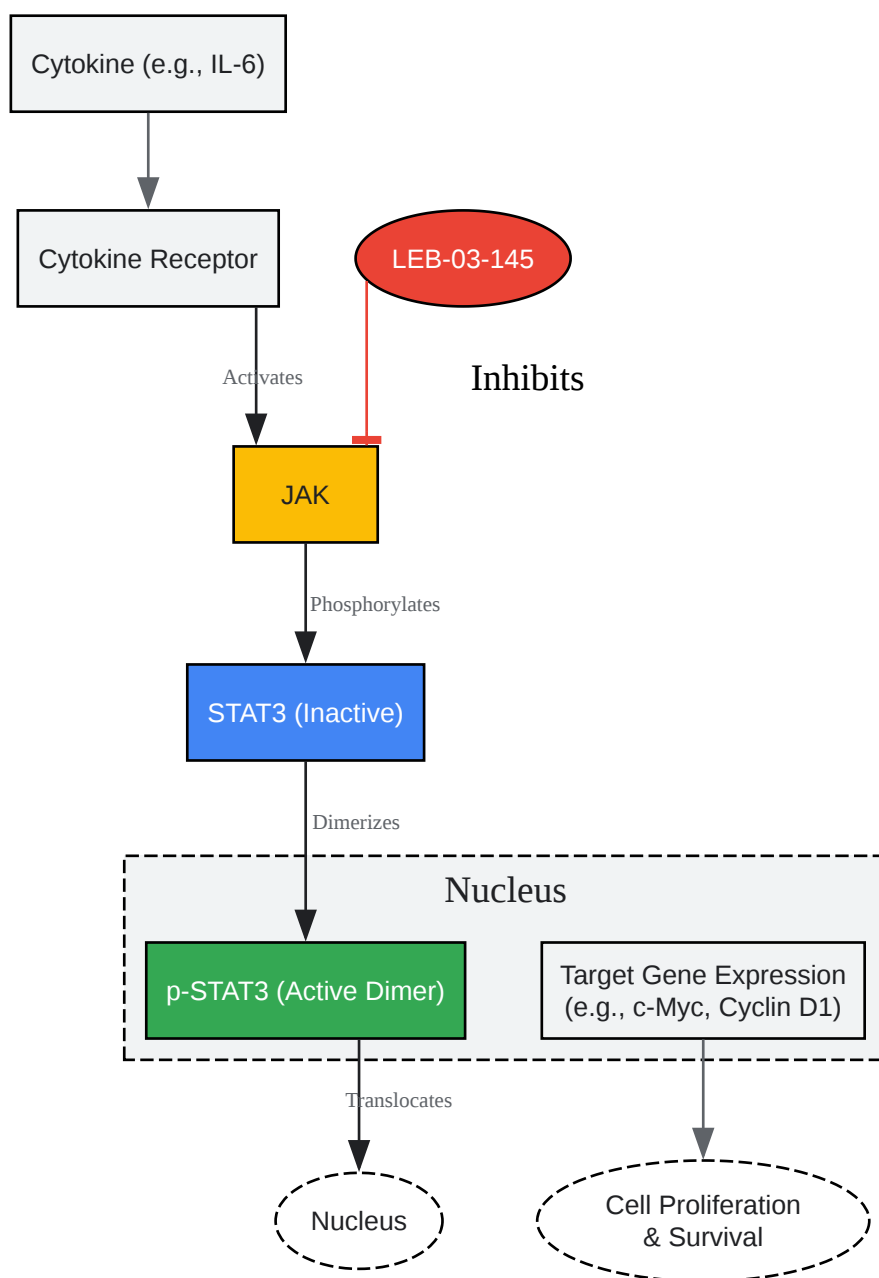 Cytokine (e.g., IL-6)
Cytokine Receptor
LEB-03-145
Activates
Inhibits
JAK
Phosphorylates
STAT3 (Inactive)
Dimerizes
Nucleus
p-STAT3 (Active Dimer)
Target Gene Expression
(e.g., c-Myc, Cyclin D1)
Translocates
Nucleus
Cell Proliferation
& Survival